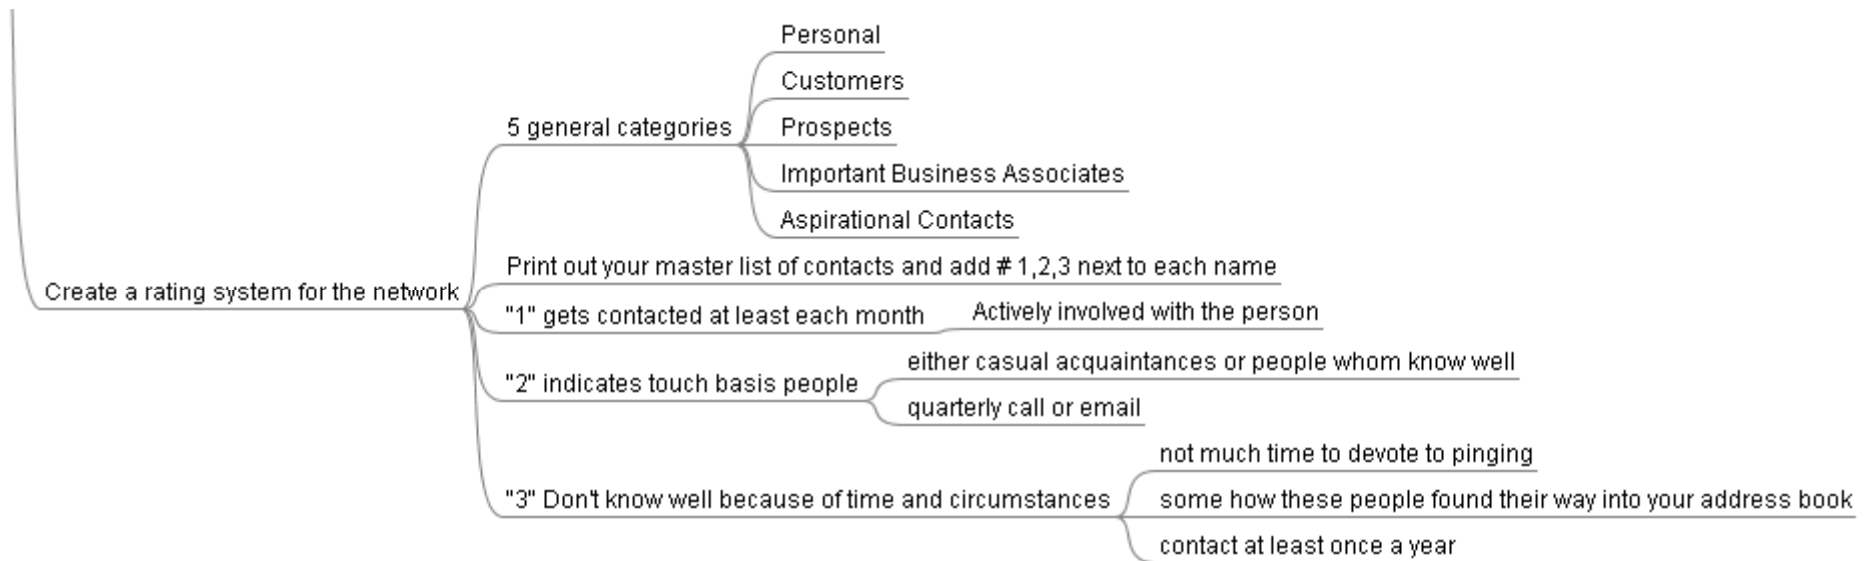 Personal
Customers
5 general categories
Prospects
Important Business Associates
Aspirational Contacts
Create a rating system for the network
Print out your master list of contacts and add # 1,2,3 next to each name
"1" gets contacted at least each month
Actively involved with the person
"2" indicates touch basis people
either casual acquaintances or people whom know well
quarterly call or email
"3" Don't know well because of time and circumstances
not much time to devote to pinging
some how these people found their way into your address book
contact at least once a year